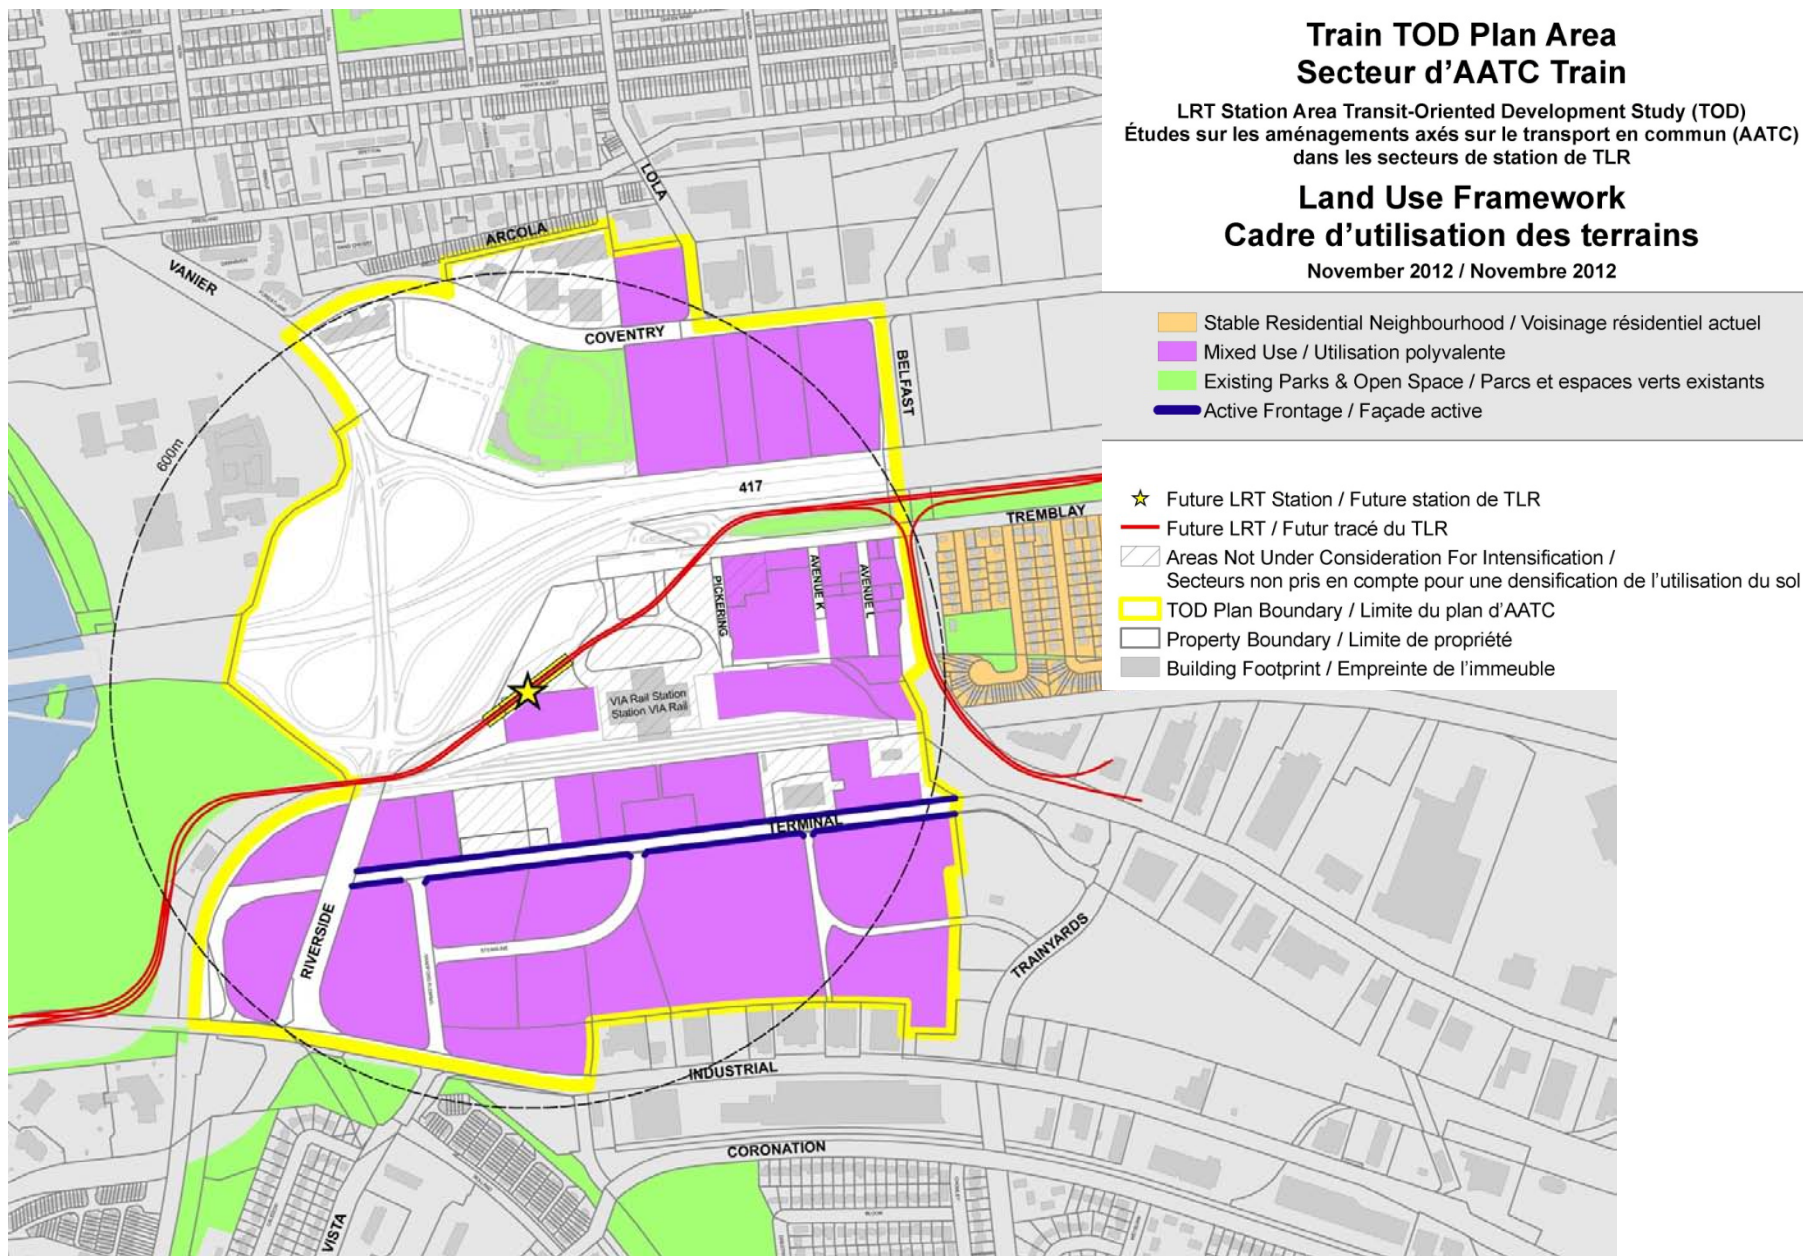 Train TOD Plan Area
Secteur d'AATC Train
LRT Station Area Transit-Oriented Development Study (TOD)
Études sur les aménagements axés sur le transport en commun (AATC)
dans les secteurs de station de TLR
Land Use Framework
Cadre d'utilisation des terrains
November 2012 / Novembre 2012
Stable Residential Neighbourhood / Voisinage résidentiel actuel
Mixed Use / Utilisation polyvalente
Existing Parks & Open Space / Parcs et espaces verts existants
Active Frontage / Façade active
Future LRT Station / Future station de TLR
Future LRT / Futur tracé du TLR
Areas Not Under Consideration For Intensification /
Secteurs non pris en compte pour une densification de l'utilisation du sol
TOD Plan Boundary / Limite du plan d'AATC
Property Boundary / Limite de propriété
Building Footprint / Empreinte de l'immeuble
LOLA
ARCOLA
VANIER
COVENTRY
BELFAST
600m
417
TREMBLAY
PICKERING
AVENUE K
AVENUE L
VIA Rail Station
Station VIA Rail
TERMINAL
RIVERSIDE
TRAINYARDS
INDUSTRIAL
CORONATION
VISTA